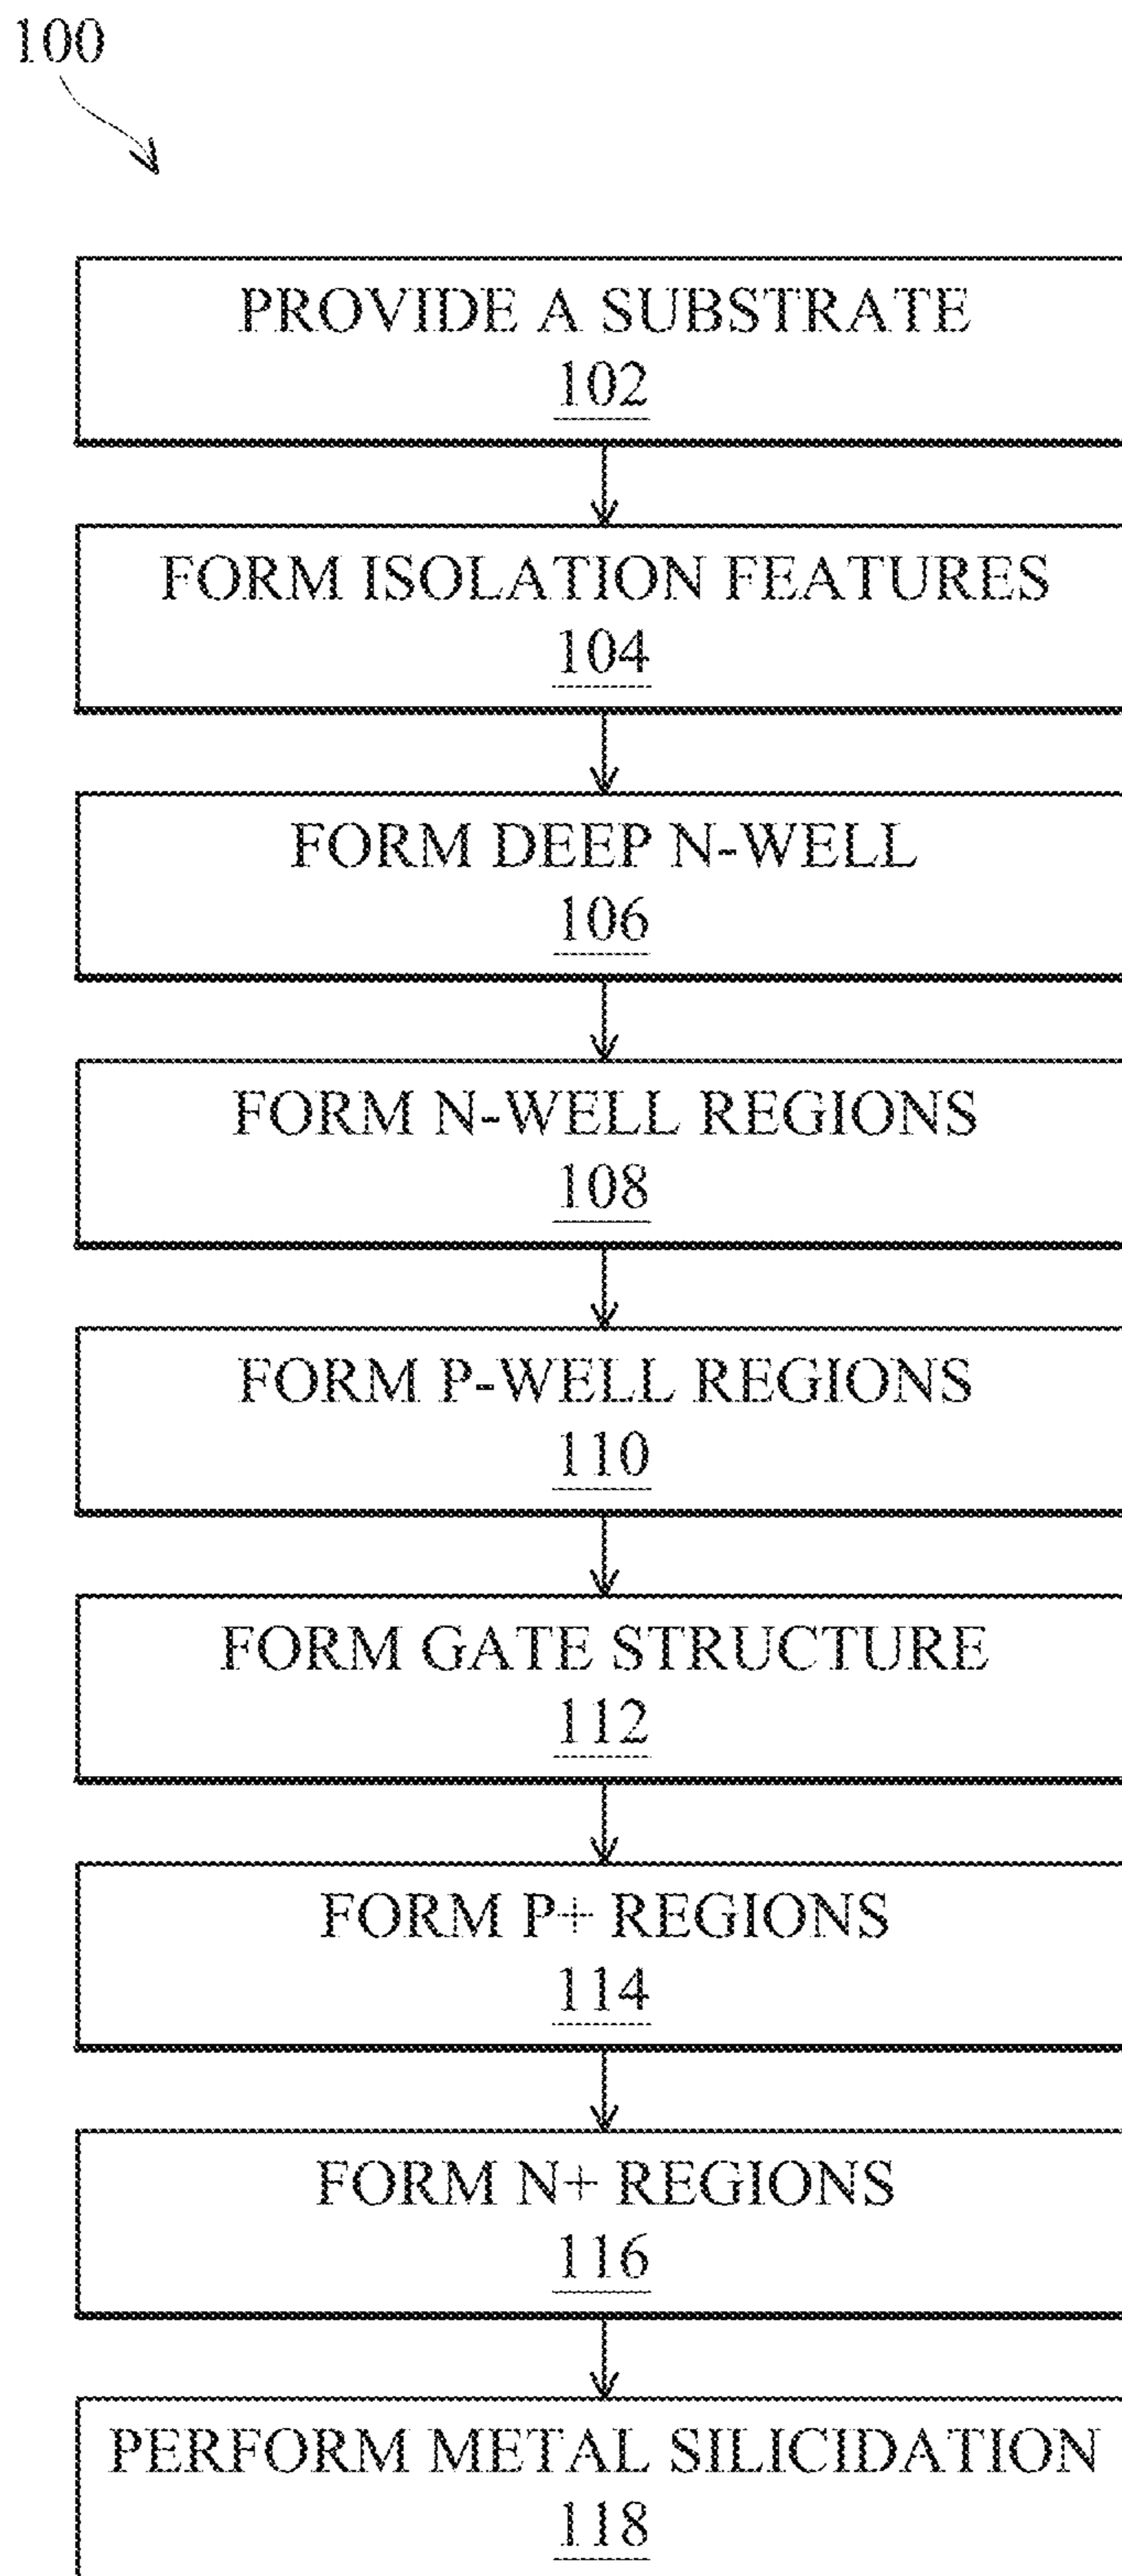 100
PROVIDE A SUBSTRATE
102
FORM ISOLATION FEATURES
104
FORM DEEP N-WELL
106
FORM N-WELL REGIONS
108
FORM P-WELL REGIONS
110
FORM GATE STRUCTURE
112
FORM P+ REGIONS
114
FORM N+ REGIONS
116
PERFORM METAL SILICIDATION
118